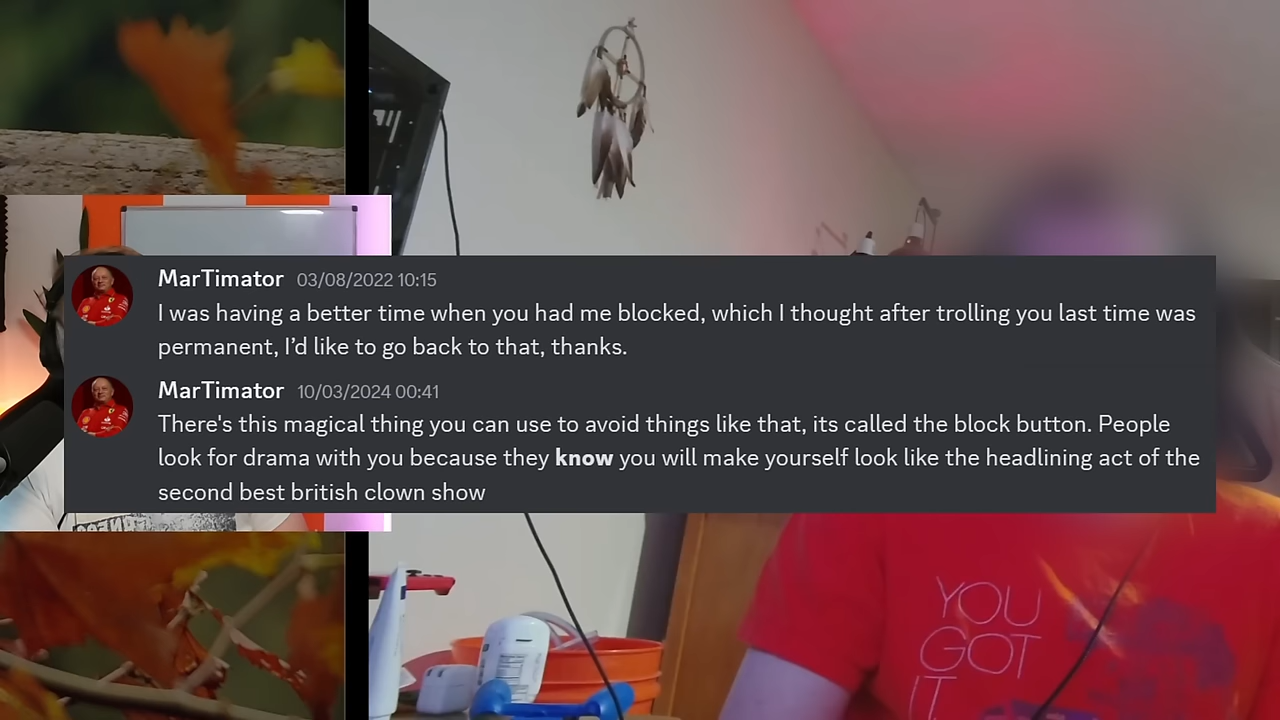 MarTimator 03/08/2022 10:15
I was having a better time when you had me blocked, which I thought after trolling you last time was
permanent, I'd like to go back to that, thanks.
MarTimator 10/03/2024 00:41
There's this magical thing you can use to avoid things like that, its called the block button. People
look for drama with you because they know you will make yourself look like the headlining act of the
second best british clown show
YOU
GOT
IT